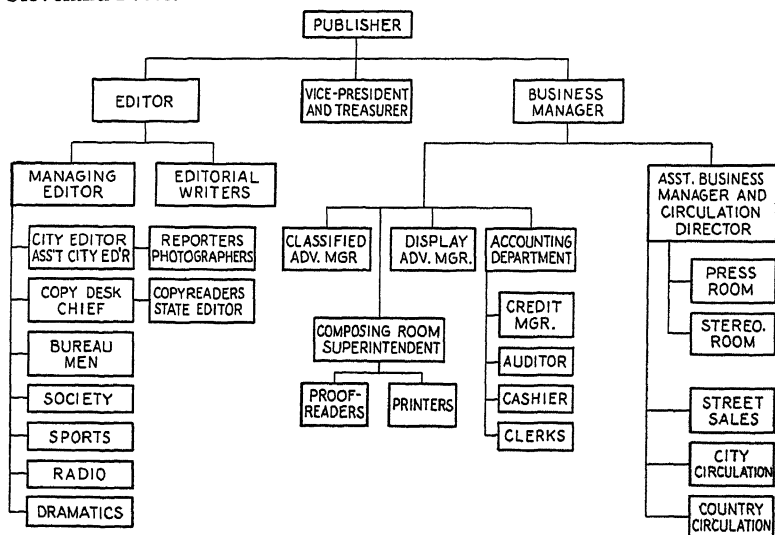 PUBLISHER
EDITOR
VICE-PRESIDENT
AND TREASURER
BUSINESS
MANAGER
MANAGING
EDITOR
EDITORIAL
WRITERS
ASST. BUSINESS
MANAGER AND
CIRCULATION
DIRECTOR
CITY EDITOR
ASS'T CITY ED'R
REPORTERS
PHOTOGRAPHERS
CLASSIFIED
ADV. MGR
DISPLAY
ADV. MGR.
ACCOUNTING
DEPARTMENT
COPY DESK
CHIEF
COPYREADERS
STATE EDITOR
PRESS
ROOM
CREDIT
MGR.
COMPOSING ROOM
SUPERINTENDENT
STEREO.
ROOM
BUREAU
MEN
AUDITOR
PROOF-
READERS
PRINTERS
CASHIER
SOCIETY
STREET
SALES
SPORTS
CLERKS
CITY
CIRCULATION
RADIO
DRAMATICS
COUNTRY
CIRCULATION